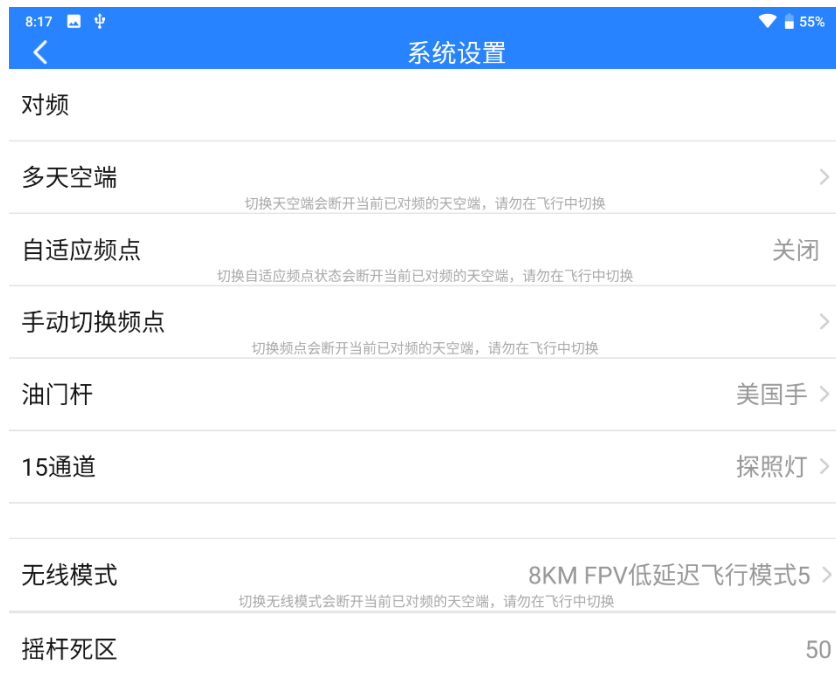 8:17 55%
系统设置
对频
多天空端
切换天空端会断开当前已对频的天空端，请勿在飞行中切换
自适应频点 关闭
切换自适应频点状态会断开当前已对频的天空端，请勿在飞行中切换
手动切换频点
切换频点会断开当前已对频的天空端，请勿在飞行中切换
油门杆 美国手
15通道 探照灯
无线模式 8KM FPV低延迟飞行模式5
切换无线模式会断开当前已对频的天空端，请勿在飞行中切换
摇杆死区 50